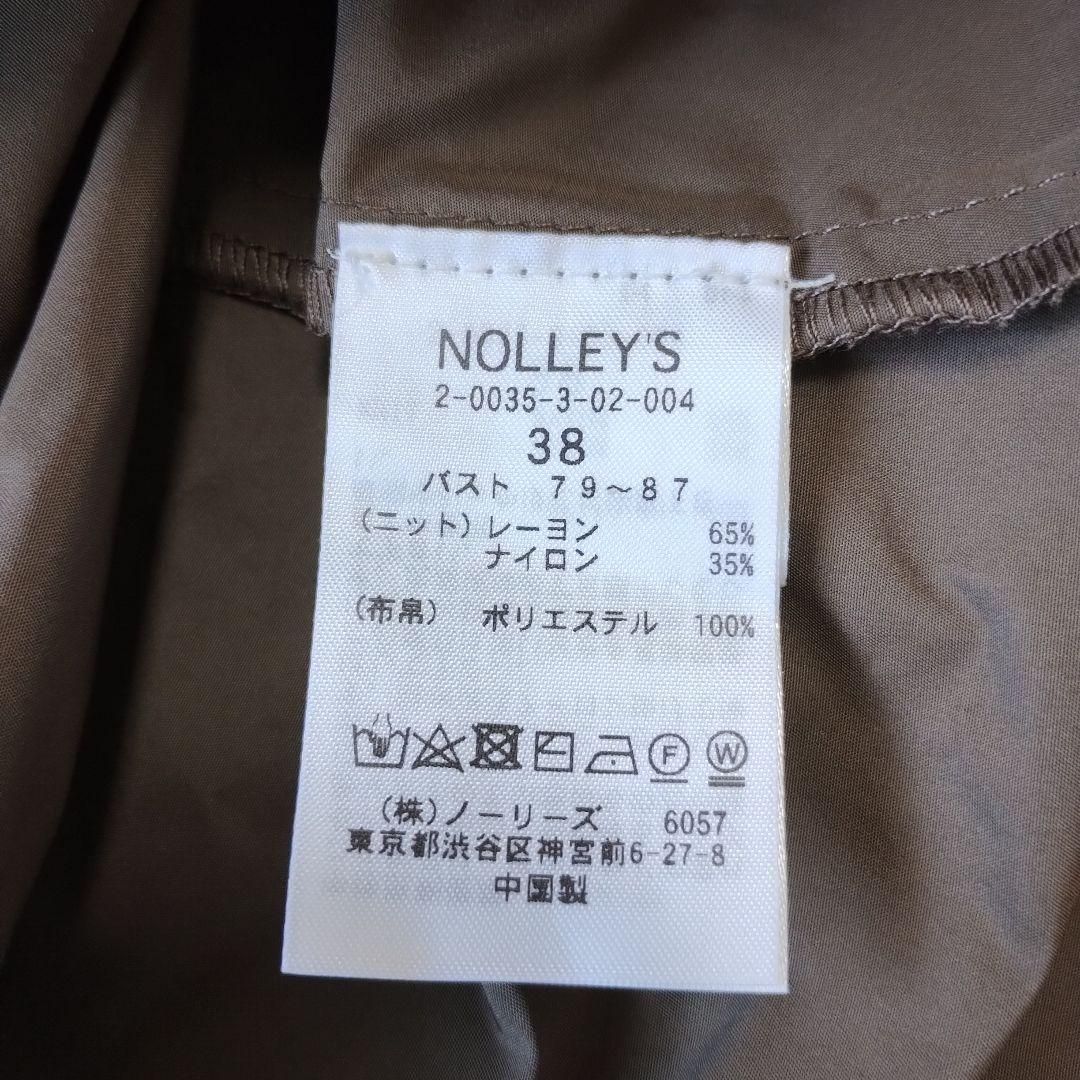 NOLLEY'S
2-0035-3-02-004
38
バスト 79～87
(ニット) レーヨン 65%
ナイロン 35%
(布帛) ポリエステル 100%
F W
(株)ノーリーズ 6057
東京都渋谷区神宮前6-27-8
中国製